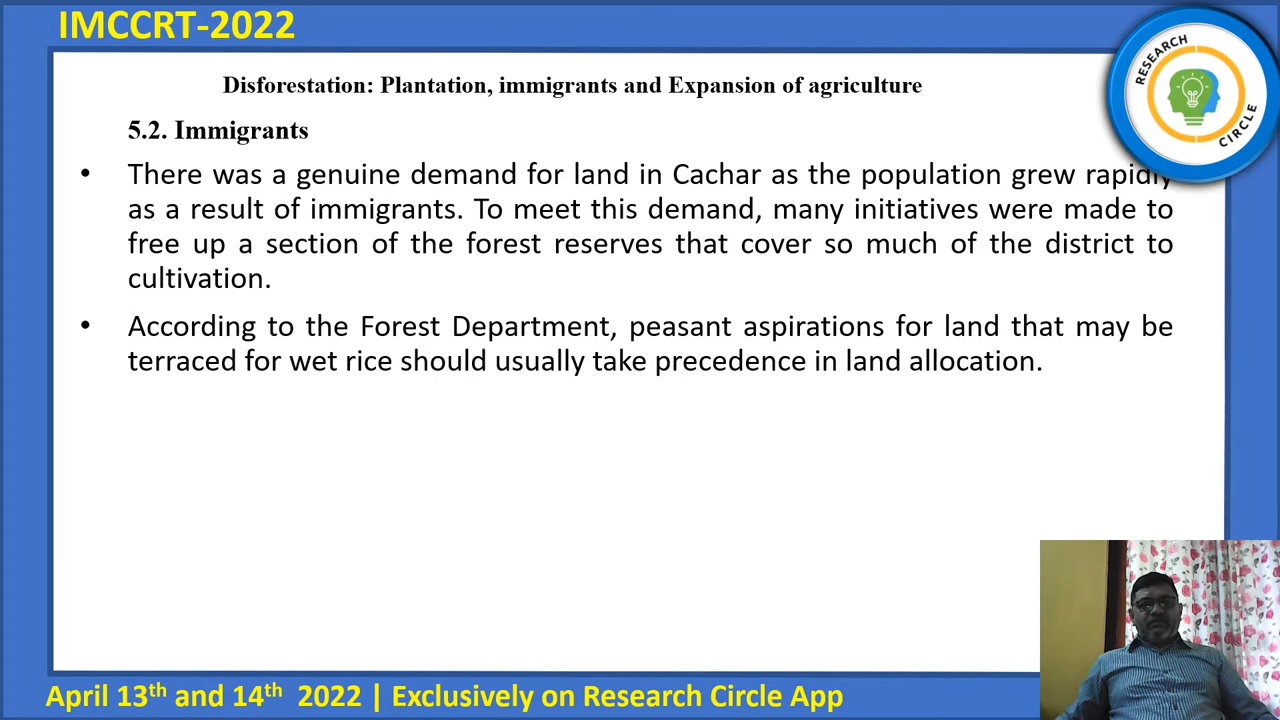 IMCCRT-2022
RESEARCH
CIRCLE
Disforestation: Plantation, immigrants and Expansion of agriculture
5.2. Immigrants
• There was a genuine demand for land in Cachar as the population grew rapidly
as a result of immigrants. To meet this demand, many initiatives were made to
free up a section of the forest reserves that cover so much of the district to
cultivation.
• According to the Forest Department, peasant aspirations for land that may be
terraced for wet rice should usually take precedence in land allocation.
April 13th and 14th 2022 | Exclusively on Research Circle App